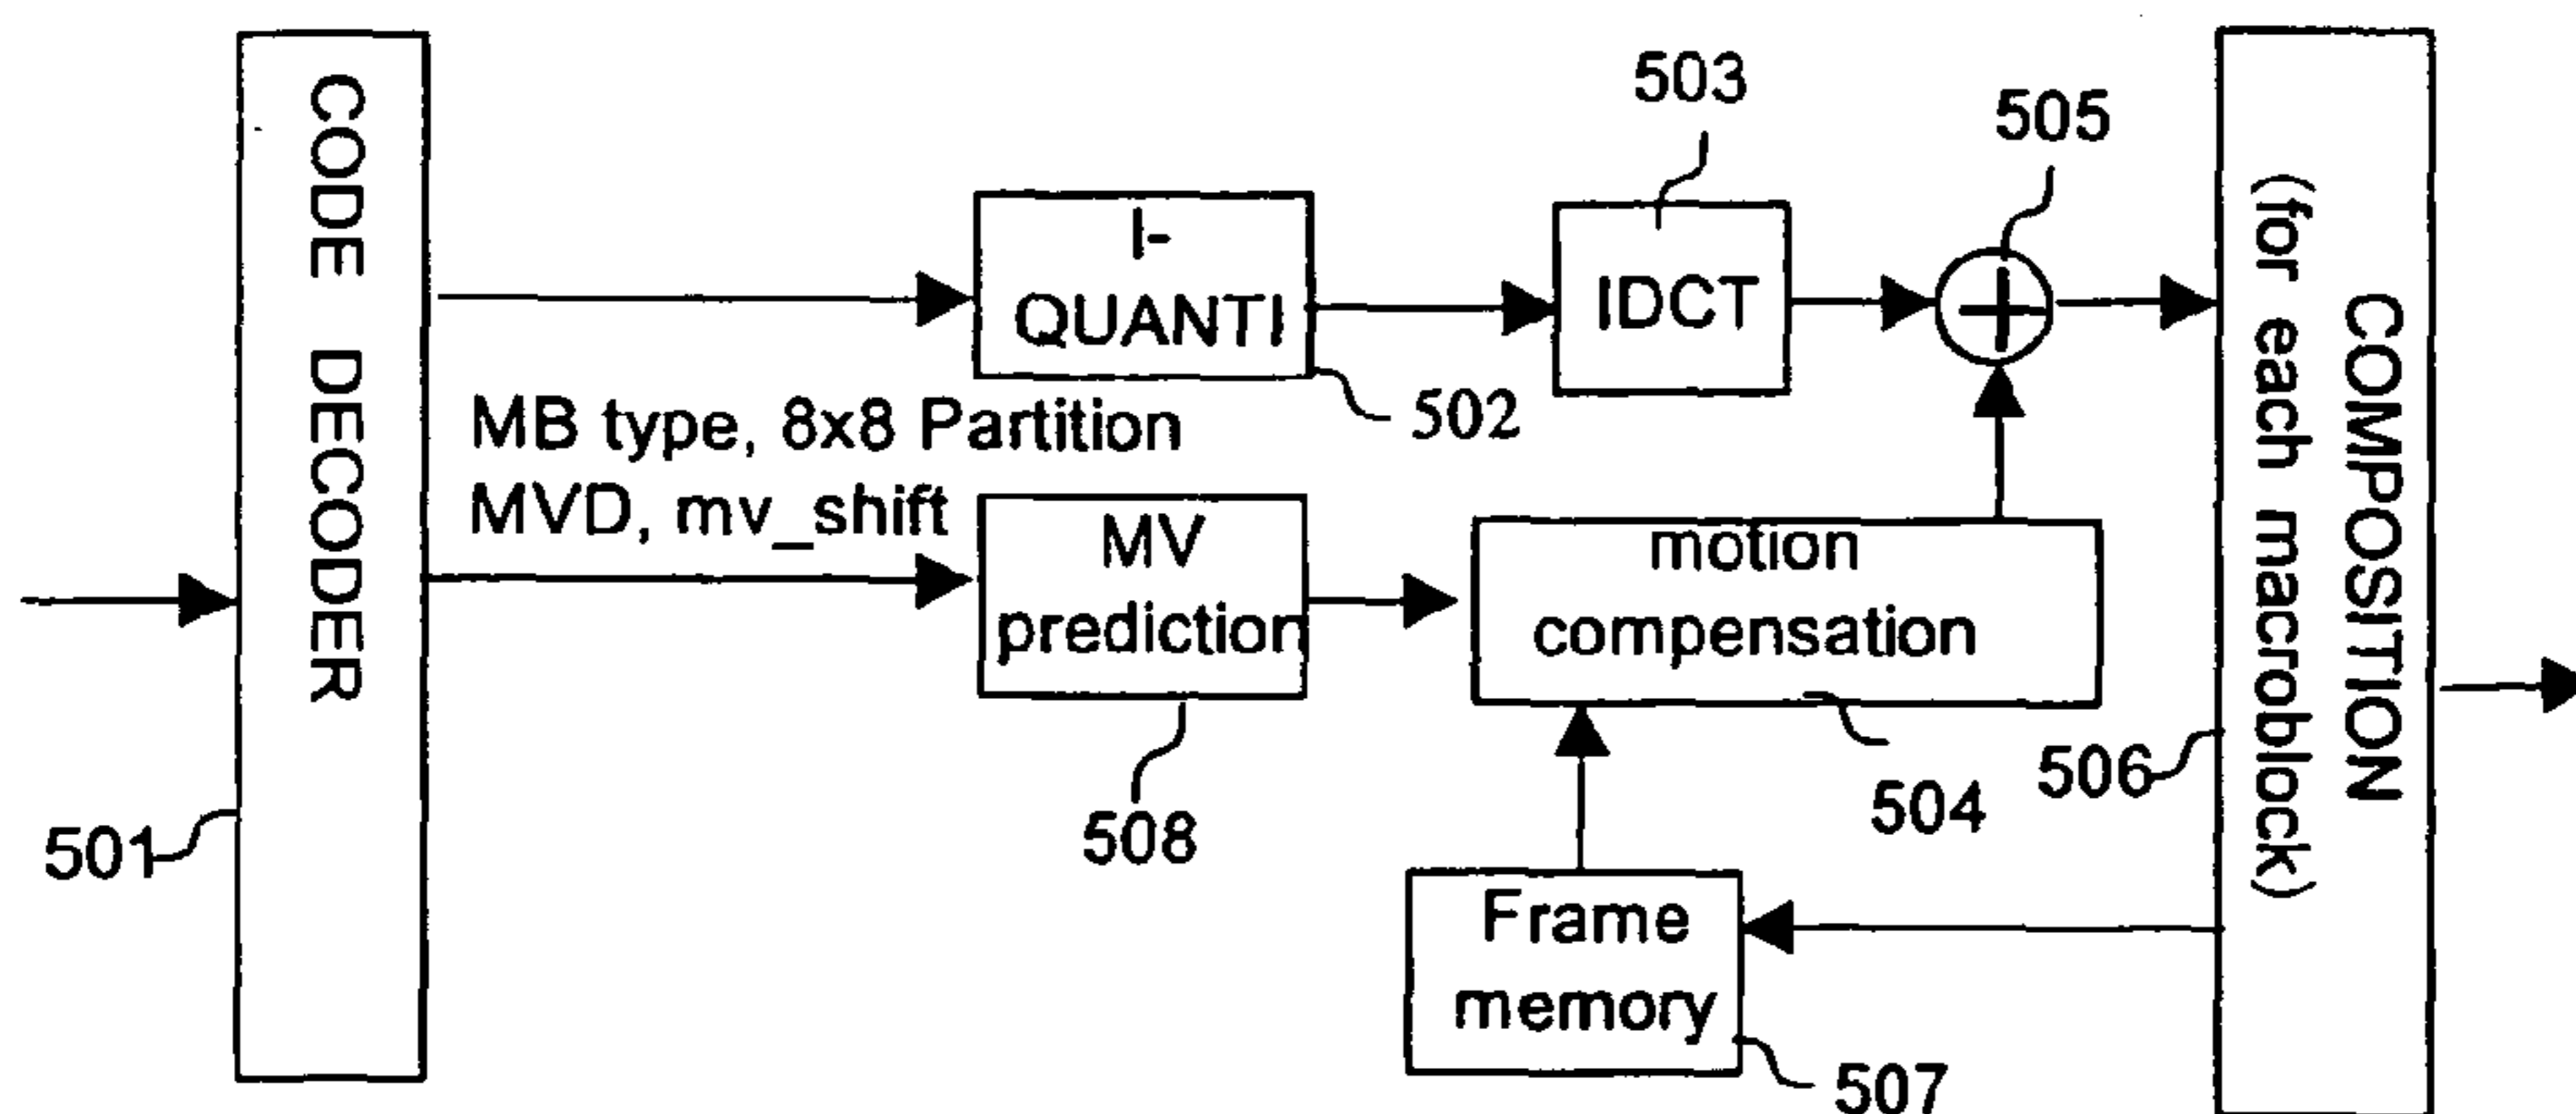 CODE DECODER
501
MB type, 8x8 Partition
MVD, mv_shift
I-
QUANTI
502
503
IDCT
505
+
MV
prediction
508
motion
compensation
504
Frame
memory
507
506
COMPOSITION
(for each macroblock)